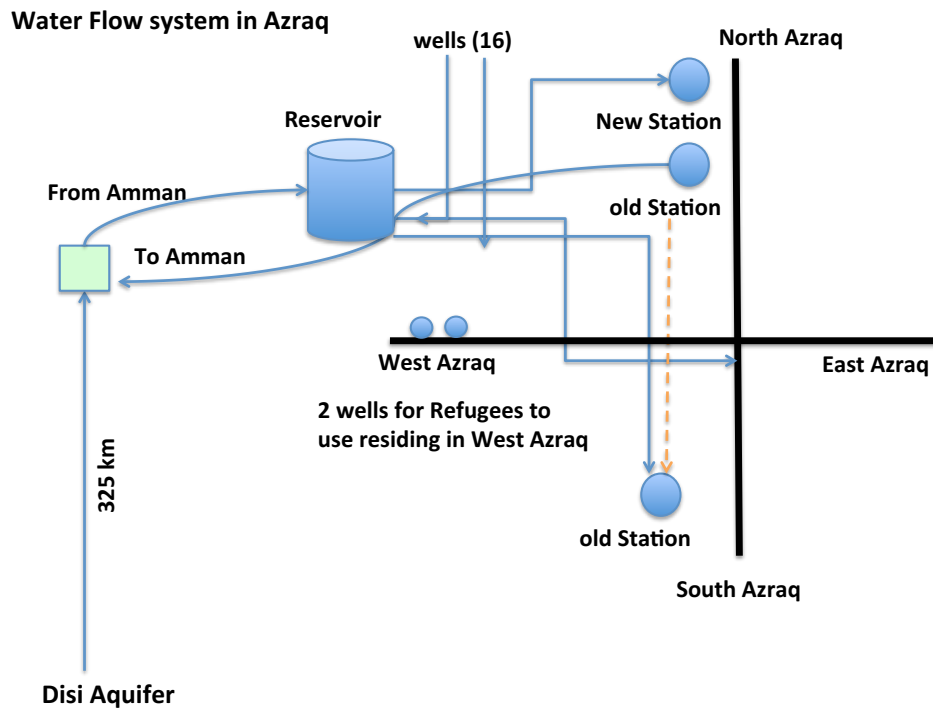 Water Flow system in Azraq
wells (16)
North Azraq
Reservoir
New Station
From Amman
old Station
To Amman
West Azraq
East Azraq
2 wells for Refugees to
use residing in West Azraq
325 km
old Station
South Azraq
Disi Aquifer